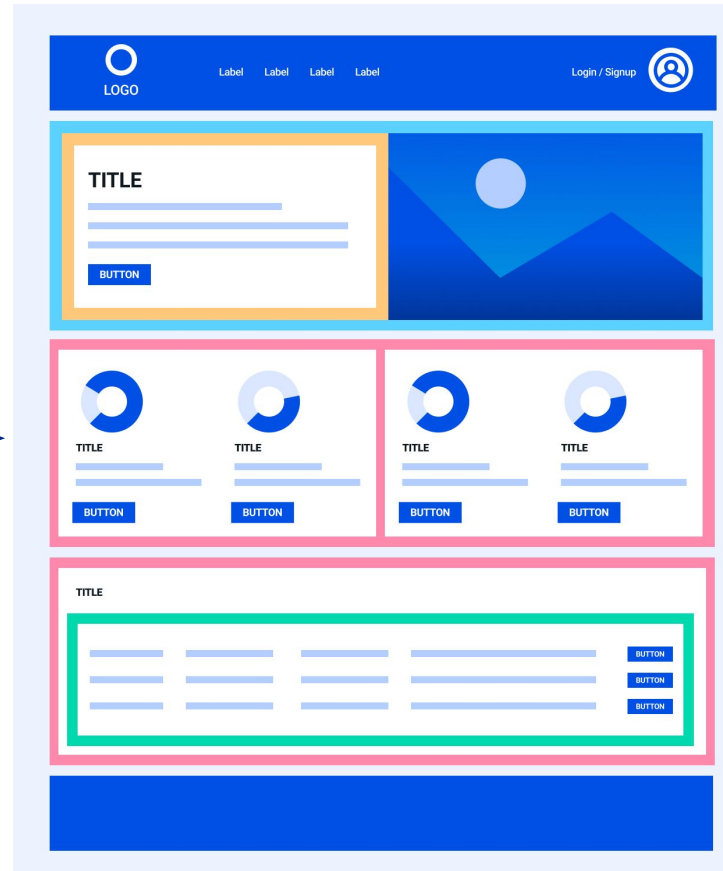 LOGO
Label Label Label Label
Login / Signup
TITLE
BUTTON
TITLE TITLE TITLE TITLE
BUTTON BUTTON BUTTON BUTTON
TITLE
BUTTON
BUTTON
BUTTON